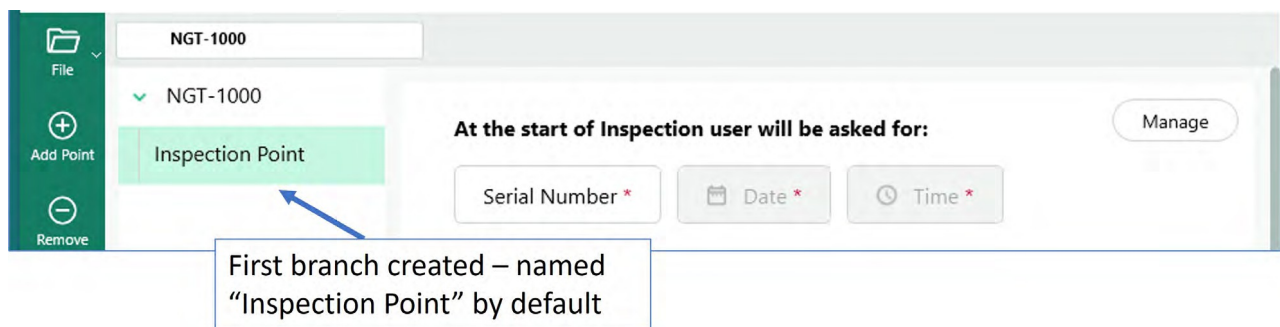 NGT-1000
File
NGT-1000
Manage
At the start of Inspection user will be asked for:
Add Point
Inspection Point
Serial Number *
Date *
Time *
Remove
First branch created – named
“Inspection Point” by default